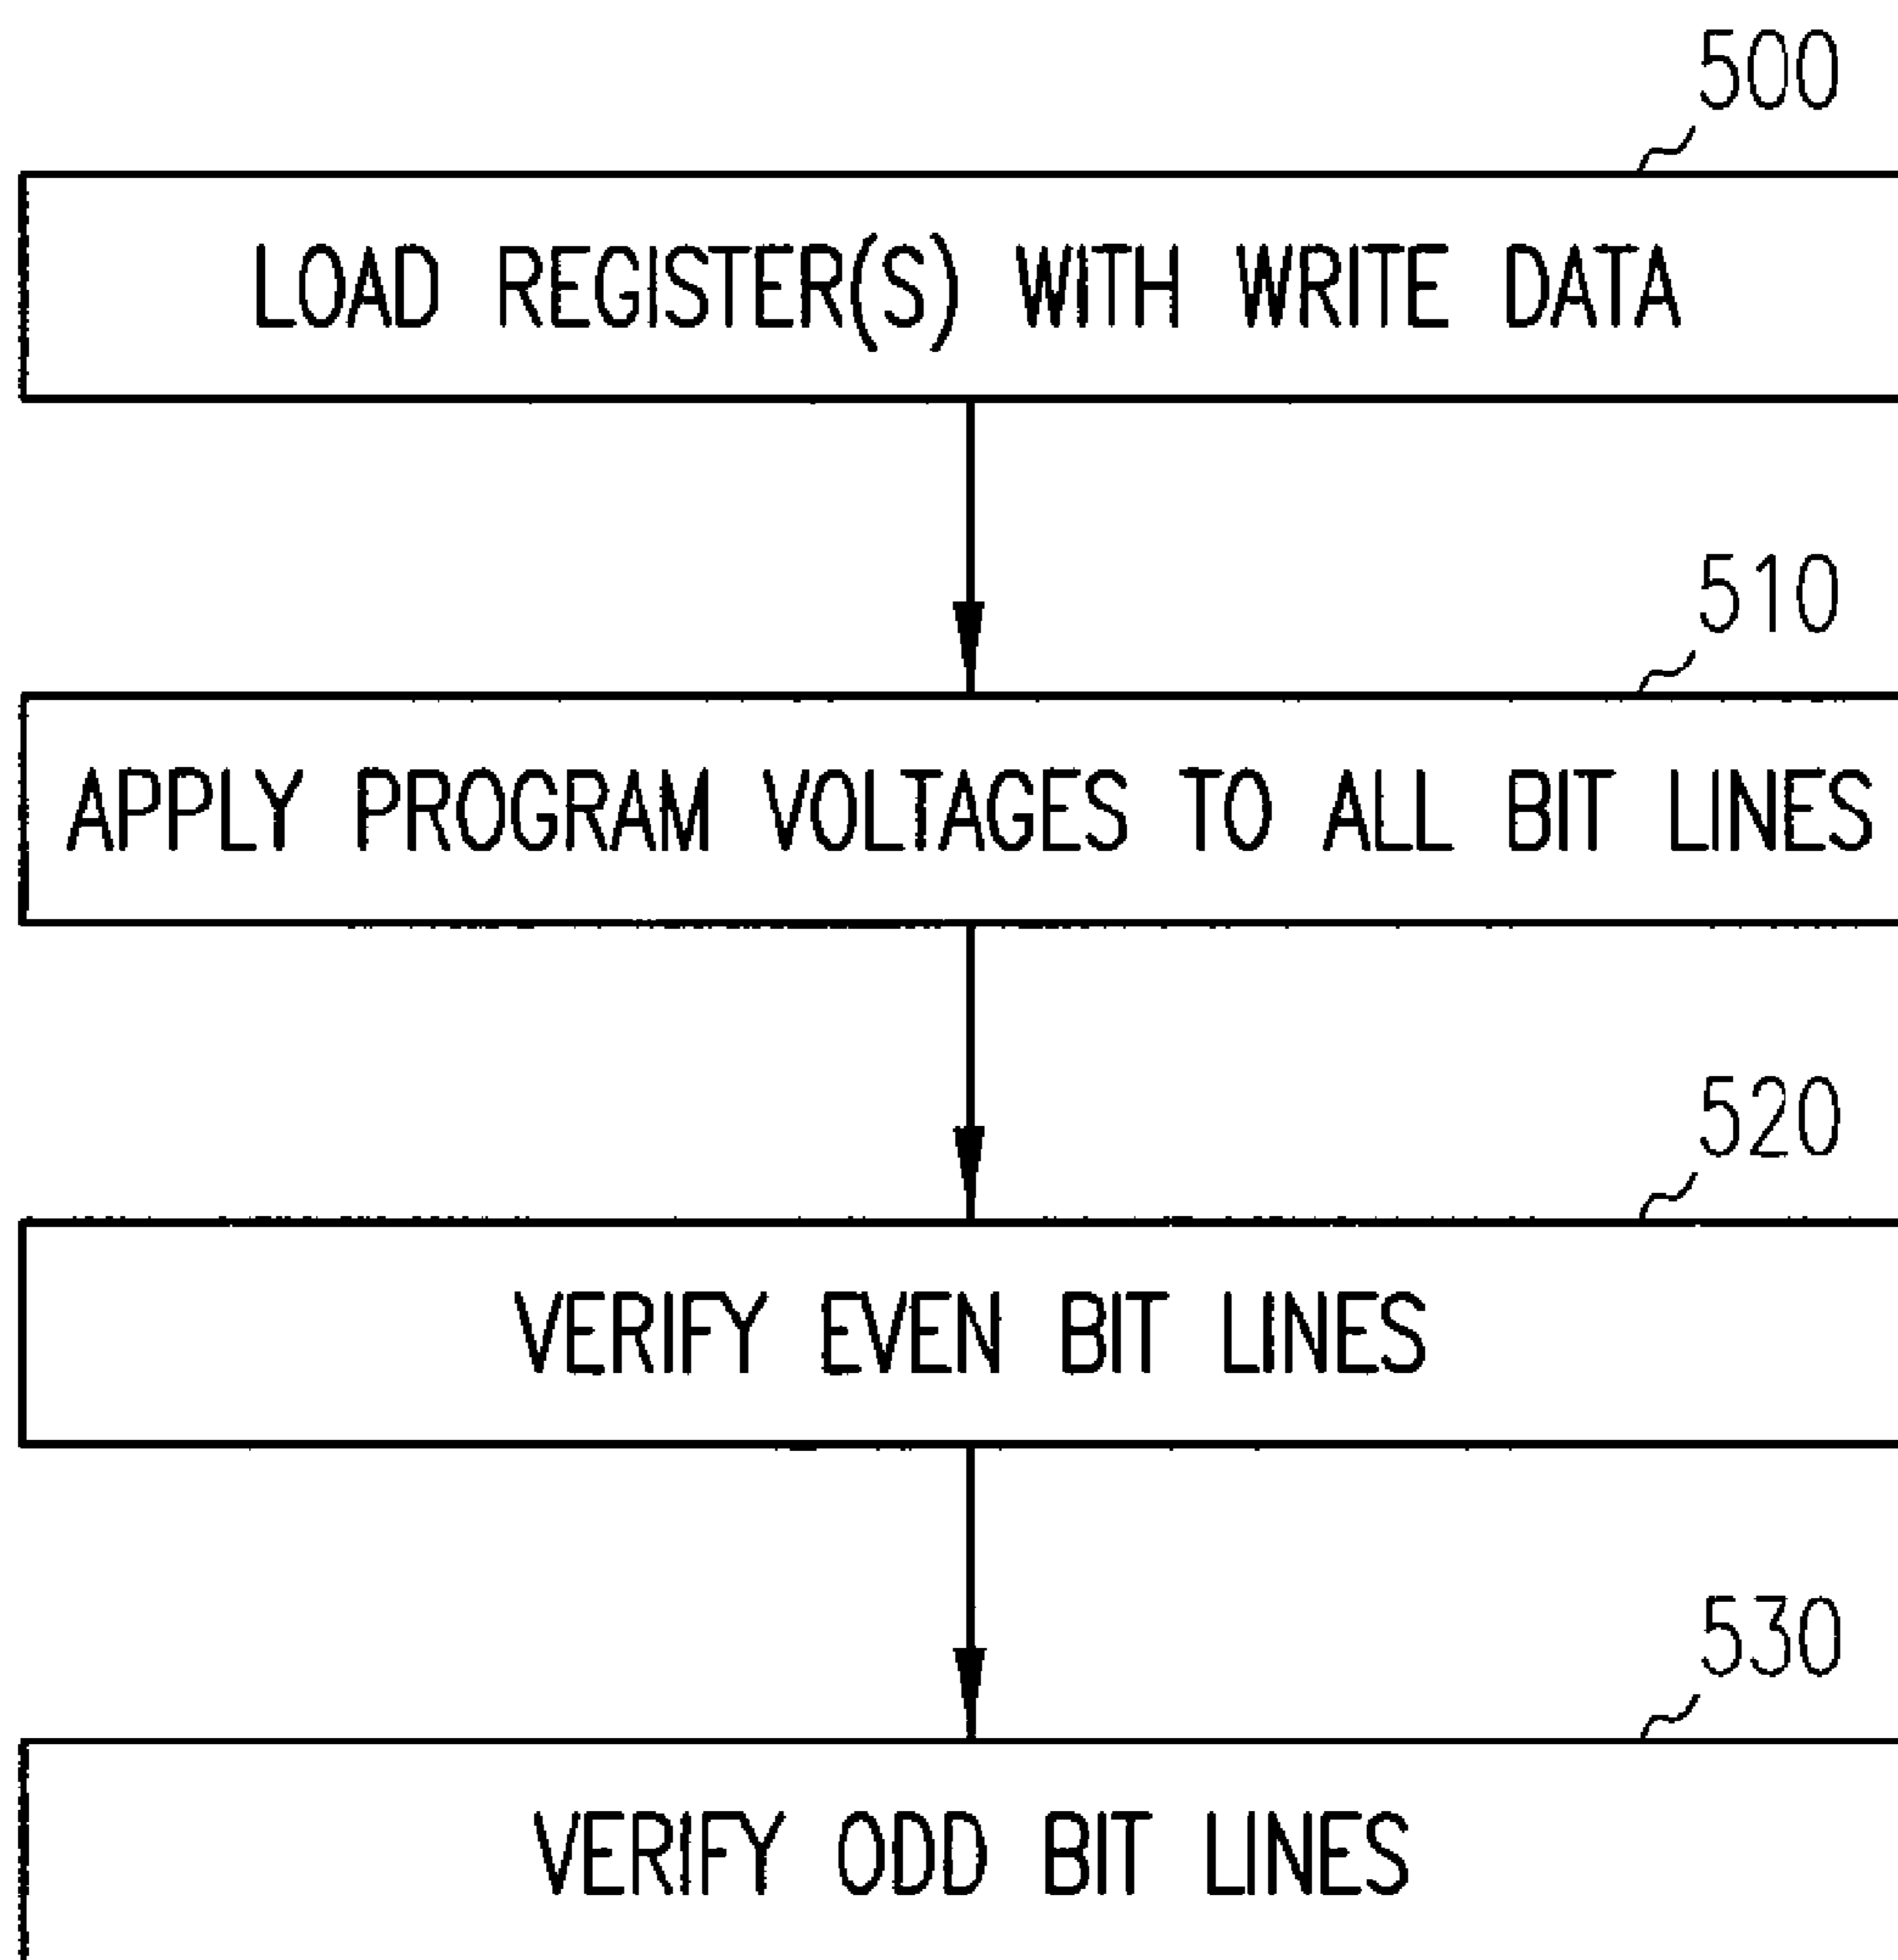 500
LOAD REGISTER(S) WITH WRITE DATA
510
APPLY PROGRAM VOLTAGES TO ALL BIT LINES
520
VERIFY EVEN BIT LINES
530
VERIFY ODD BIT LINES